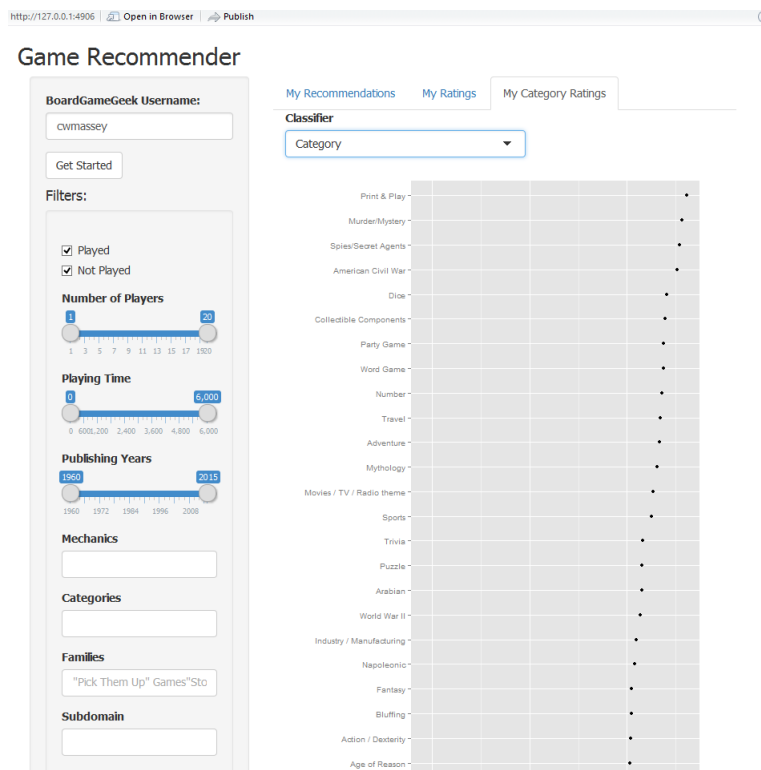 http://127.0.0.1:4906 Open in Browser Publish
Game Recommender
BoardGameGeek Username:
cwmassey
Get Started
Filters:
Played
Not Played
Number of Players
1 20
1 3 5 7 9 11 13 15 17 1920
Playing Time
0 6,000
0 6001,200 2,400 3,600 4,800 6,000
Publishing Years
1960 2015
1960 1972 1984 1996 2008
Mechanics
Categories
Families
"Pick Them Up" Games"Sto
Subdomain
My Recommendations My Ratings My Category Ratings
Classifier
Category
Print & Play
Murder/Mystery
Spies/Secret Agents
American Civil War
Dice
Collectible Components
Party Game
Word Game
Number
Travel
Adventure
Mythology
Movies / TV / Radio theme
Sports
Trivia
Puzzle
Arabian
World War II
Industry / Manufacturing
Napoleonic
Fantasy
Bluffing
Action / Dexterity
Age of Reason